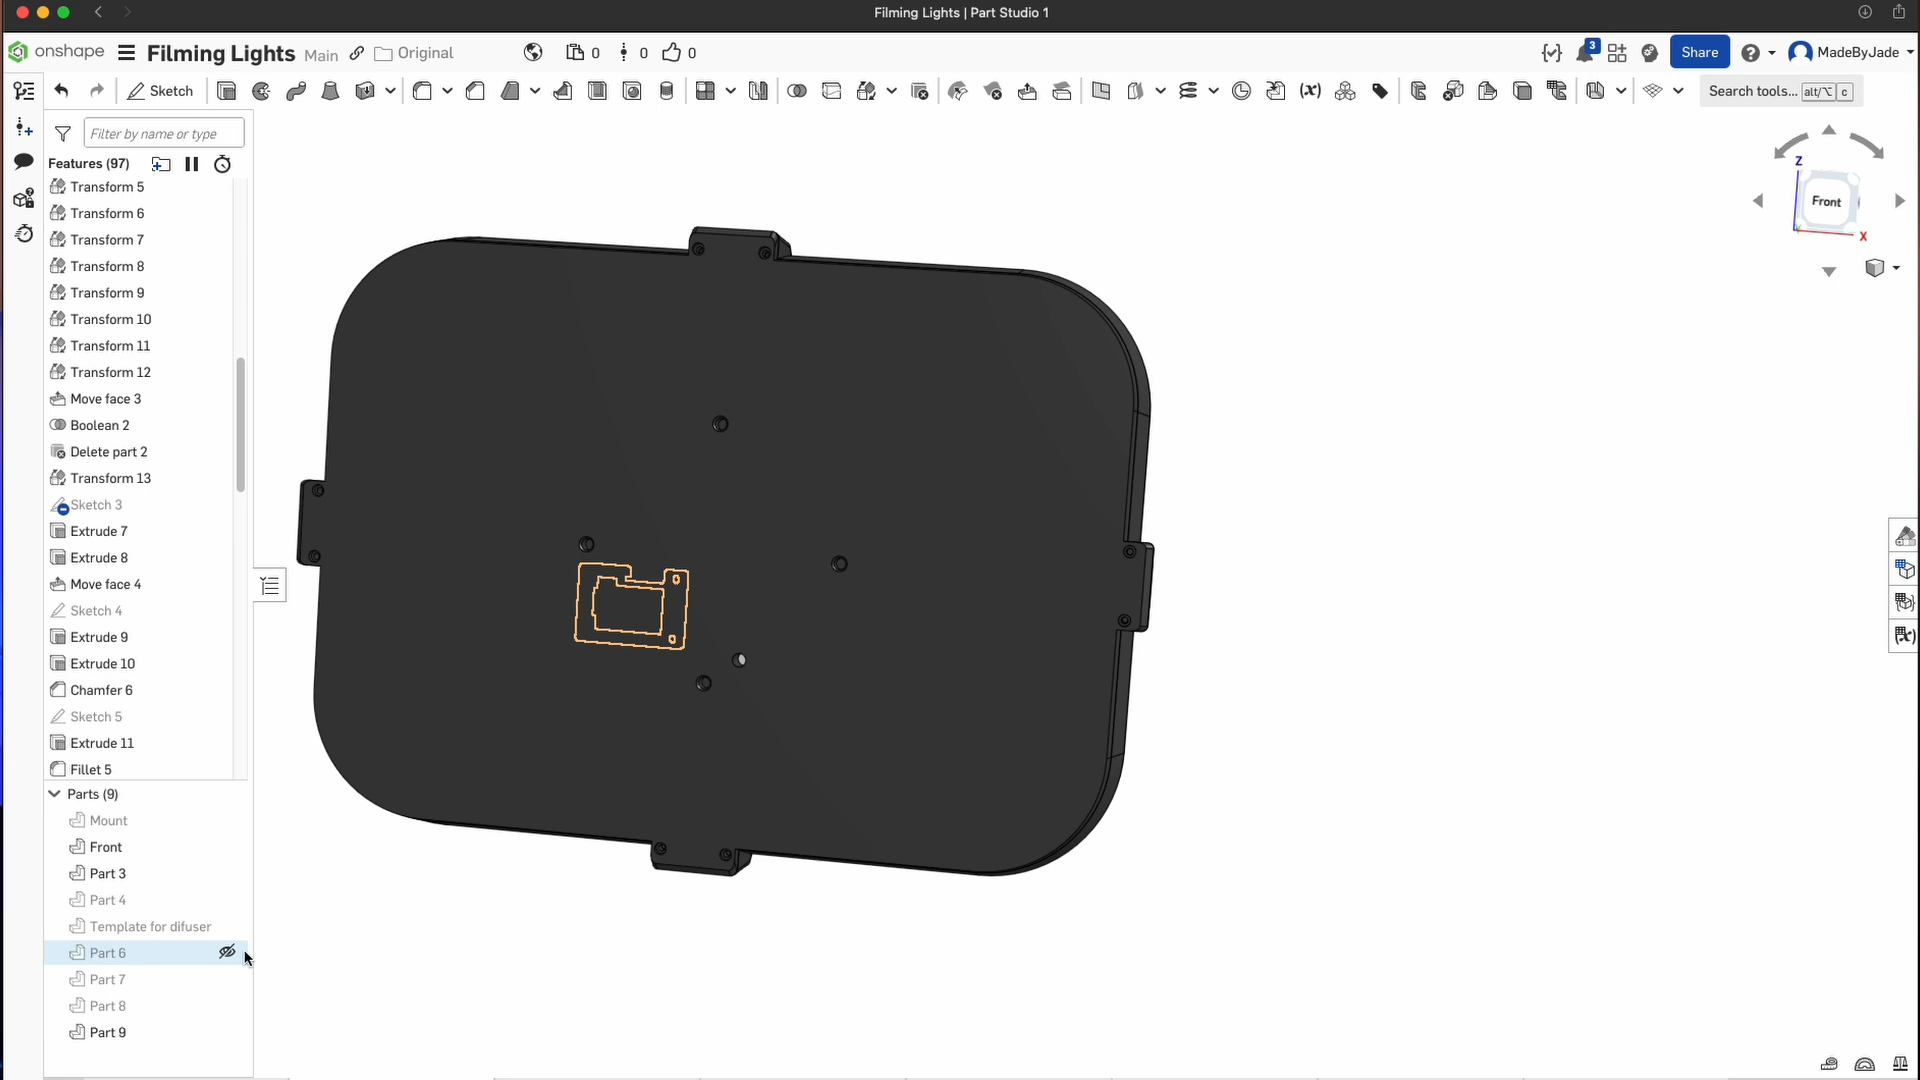 Filming Lights | Part Studio 1
onshape Filming Lights Main Original 0 0 0 3 Share MadeByJade
Sketch Search tools... alt/⌥ c
Filter by name or type
Features (97)
Transform 5
Transform 6
Transform 7
Transform 8
Transform 9
Transform 10
Transform 11
Transform 12
Move face 3
Boolean 2
Delete part 2
Transform 13
Sketch 3
Extrude 7
Extrude 8
Move face 4
Sketch 4
Extrude 9
Extrude 10
Chamfer 6
Sketch 5
Extrude 11
Fillet 5
Parts (9)
Mount
Front
Part 3
Part 4
Template for difuser
Part 6
Part 7
Part 8
Part 9
Z
Front
X